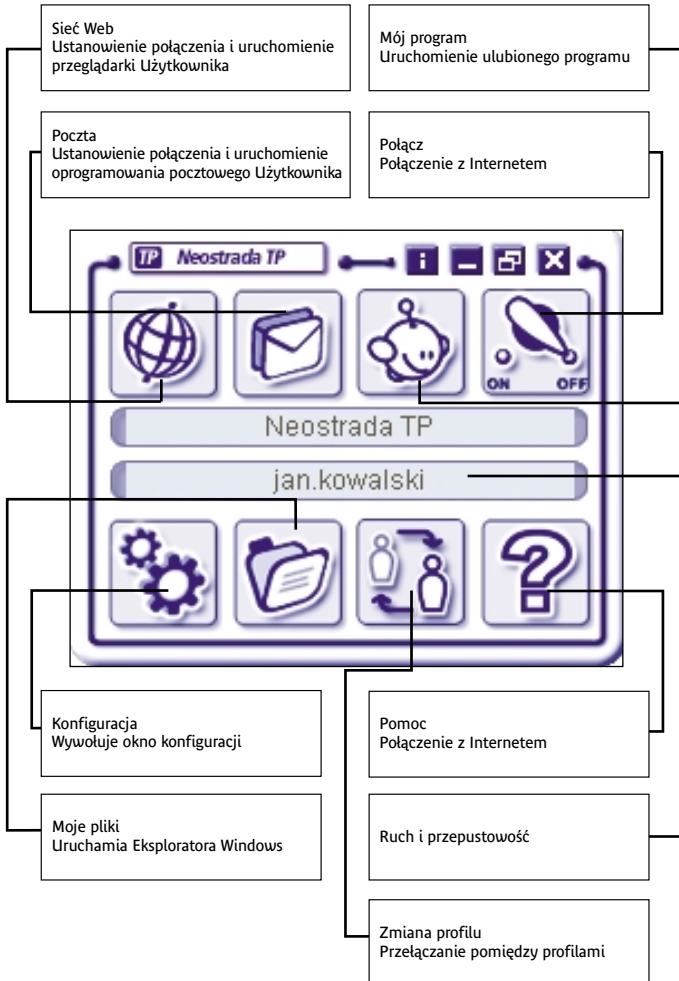 Sieć Web
Ustanowienie połączenia i uruchomienie
przeglądarki Użytkownika
Mój program
Uruchomienie ulubionego programu
Poczta
Ustanowienie połączenia i uruchomienie
oprogramowania pocztowego Użytkownika
Połącz
Połączenie z Internetem
TP Neostrada TP
i
ON OFF
Neostrada TP
jan.kowalski
?
Konfiguracja
Wywołuje okno konfiguracji
Pomoc
Połączenie z Internetem
Moje pliki
Uruchamia Eksploratora Windows
Ruch i przepustowość
Zmiana profilu
Przełączanie pomiędzy profilami